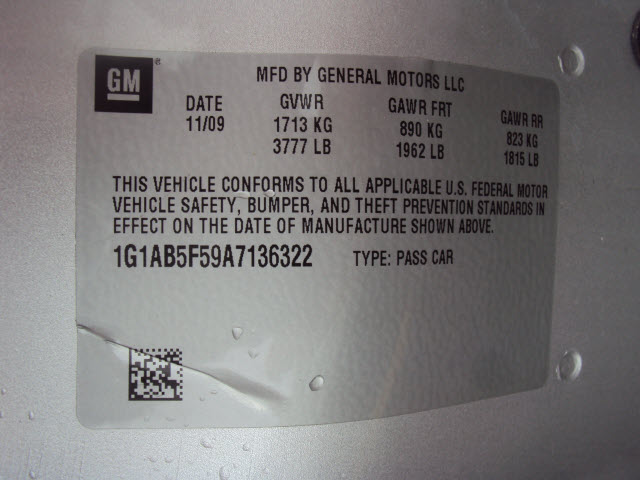 GM ®
MFD BY GENERAL MOTORS LLC
DATE GVWR GAWR FRT GAWR RR
11/09 1713 KG 890 KG 823 KG
3777 LB 1962 LB 1815 LB
THIS VEHICLE CONFORMS TO ALL APPLICABLE U.S. FEDERAL MOTOR
VEHICLE SAFETY, BUMPER, AND THEFT PREVENTION STANDARDS IN
EFFECT ON THE DATE OF MANUFACTURE SHOWN ABOVE.
1G1AB5F59A7136322 TYPE: PASS CAR